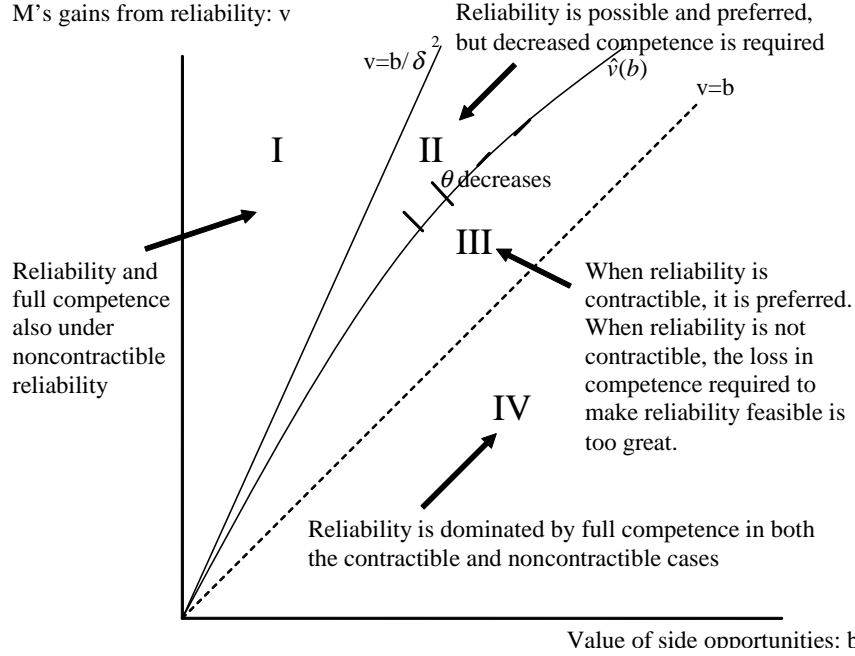 M's gains from reliability: v
Reliability is possible and preferred,
but decreased competence is required
v=b/ δ²
v̂(b)
v=b
I
II
θ decreases
III
Reliability and
full competence
also under
noncontractible
reliability
When reliability is
contractible, it is preferred.
When reliability is not
contractible, the loss in
competence required to
make reliability feasible is
too great.
IV
Reliability is dominated by full competence in both
the contractible and noncontractible cases
Value of side opportunities: b